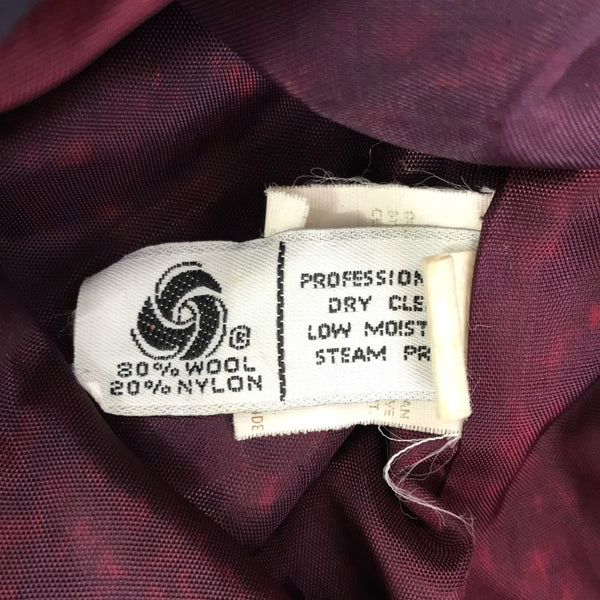 ®
80% WOOL
20% NYLON
PROFESSION
DRY CLE
LOW MOIST
STEAM PR